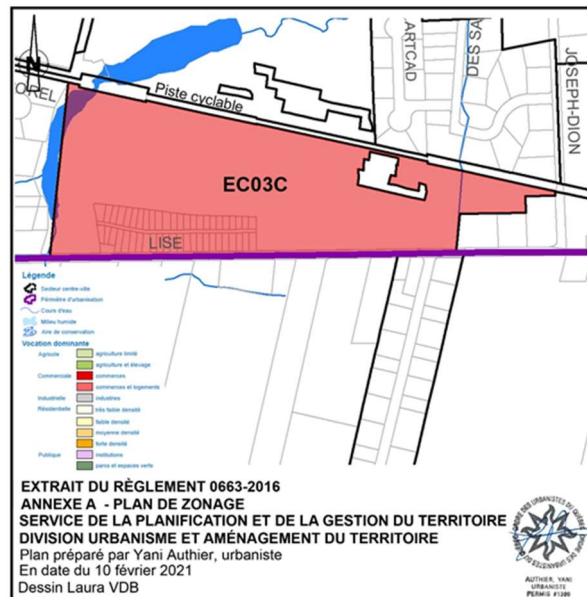 ARTCAD
DES SA
JOSEPH-DION
N
OREL
Piste cyclable
EC03C
LISE
Légende
Secteur centre-ville
Périmètre d'urbanisation
Cours d'eau
Milieu humide
Aire de conservation
Vocation dominante
Agricole
agriculture limité
agriculture et élevage
Commerciale
commerces
commerces et logements
Industrielle
industries
Résidentielle
très faible densité
faible densité
moyenne densité
forte densité
Publique
institutions
parcs et espaces verts
EXTRAIT DU RÈGLEMENT 0663-2016
ANNEXE A - PLAN DE ZONAGE
SERVICE DE LA PLANIFICATION ET DE LA GESTION DU TERRITOIRE
DIVISION URBANISME ET AMÉNAGEMENT DU TERRITOIRE
Plan préparé par Yani Authier, urbaniste
En date du 10 février 2021
Dessin Laura VDB
AUTHIER, YANI
URBANISTE
PERMIS #1309